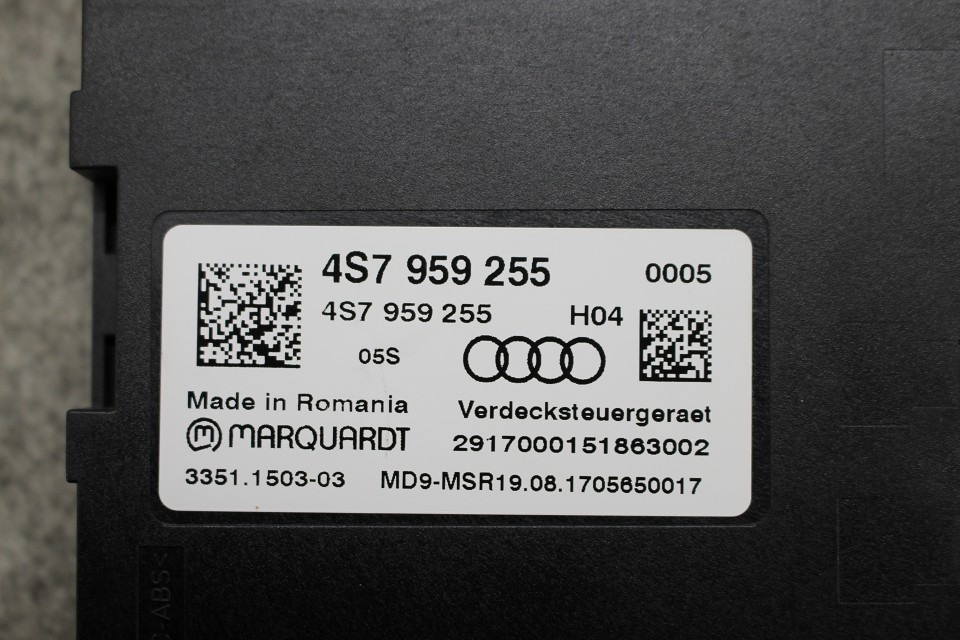 4S7 959 255 0005
4S7 959 255 H04
05S
Made in Romania
Verdecksteuergeraet
MARQUARDT
2917000151863002
3351.1503-03 MD9-MSR19.08.1705650017
ABS